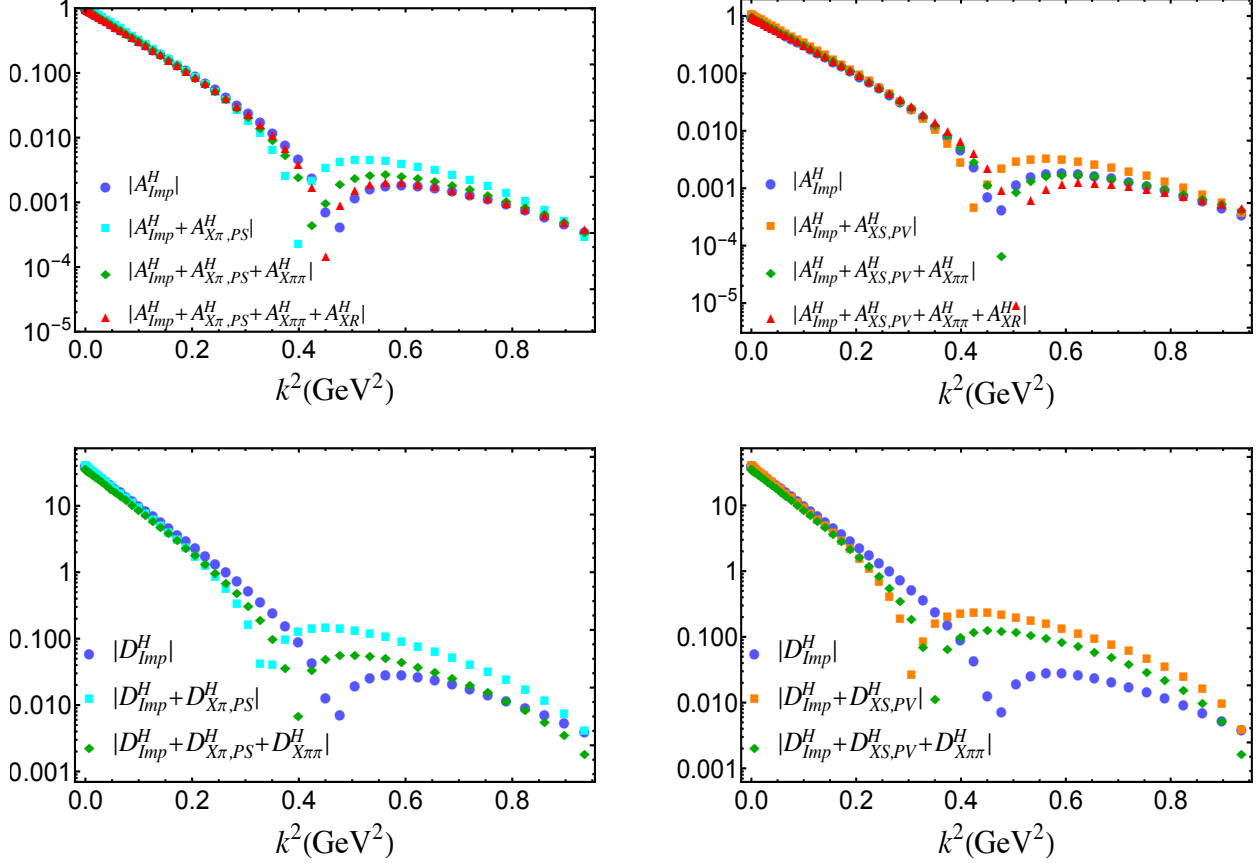 1
0.100
0.010
0.001
10^-4
10^-5
|A^H_Imp|
|A^H_Imp+A^H_Xπ,PS|
|A^H_Imp+A^H_Xπ,PS+A^H_Xππ|
|A^H_Imp+A^H_Xπ,PS+A^H_Xππ+A^H_XR|
0.0 0.2 0.4 0.6 0.8
k^2(GeV^2)
1
0.100
0.010
0.001
10^-4
10^-5
|A^H_Imp|
|A^H_Imp+A^H_XS,PV|
|A^H_Imp+A^H_XS,PV+A^H_Xππ|
|A^H_Imp+A^H_XS,PV+A^H_Xππ+A^H_XR|
0.0 0.2 0.4 0.6 0.8
k^2(GeV^2)
10
1
0.100
0.010
0.001
|D^H_Imp|
|D^H_Imp+D^H_Xπ,PS|
|D^H_Imp+D^H_Xπ,PS+D^H_Xππ|
0.0 0.2 0.4 0.6 0.8
k^2(GeV^2)
10
1
0.100
0.010
0.001
|D^H_Imp|
|D^H_Imp+D^H_XS,PV|
|D^H_Imp+D^H_XS,PV+D^H_Xππ|
0.0 0.2 0.4 0.6 0.8
k^2(GeV^2)